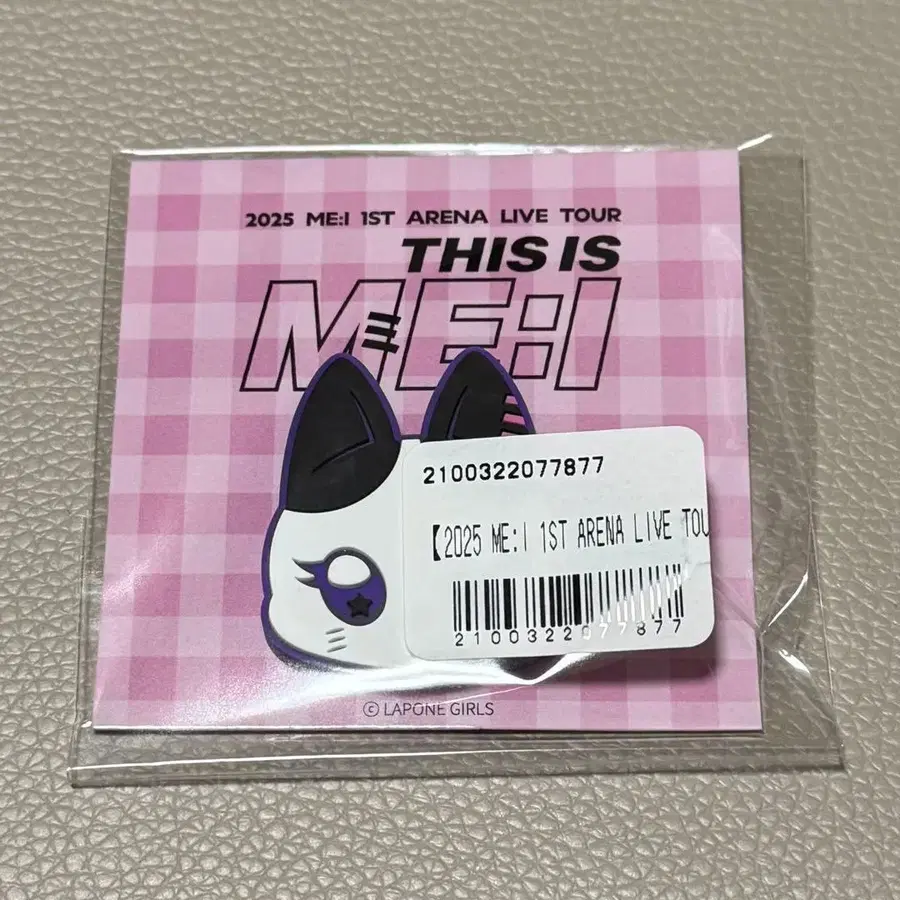 2025 ME:I 1ST ARENA LIVE TOUR
THIS IS
ME:I
2100322077877
【2025 ME:I 1ST ARENA LIVE TOU
2100322077877
© LAPONE GIRLS